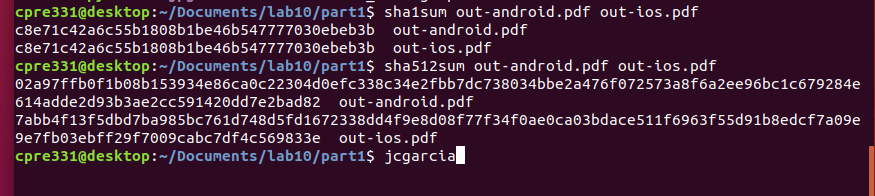 cpre331@desktop:~/Documents/lab10/part1$ sha1sum out-android.pdf out-ios.pdf
c8e71c42a6c55b1808b1be46b547777030ebeb3b  out-android.pdf
c8e71c42a6c55b1808b1be46b547777030ebeb3b  out-ios.pdf
cpre331@desktop:~/Documents/lab10/part1$ sha512sum out-android.pdf out-ios.pdf
02a97ffb0f1b08b153934e86ca0c22304d0efc338c34e2fbb7dc738034bbe2a476f072573a8f6a2ee96bc1c679284e
614adde2d93b3ae2cc591420dd7e2bad82  out-android.pdf
7abb4f13f5dbd7ba985bc761d748d5fd1672338dd4f9e8d08f77f34f0ae0ca03bdace511f6963f55d91b8edcf7a09e
9e7fb03ebff29f7009cabc7df4c569833e  out-ios.pdf
cpre331@desktop:~/Documents/lab10/part1$ jcgarcia